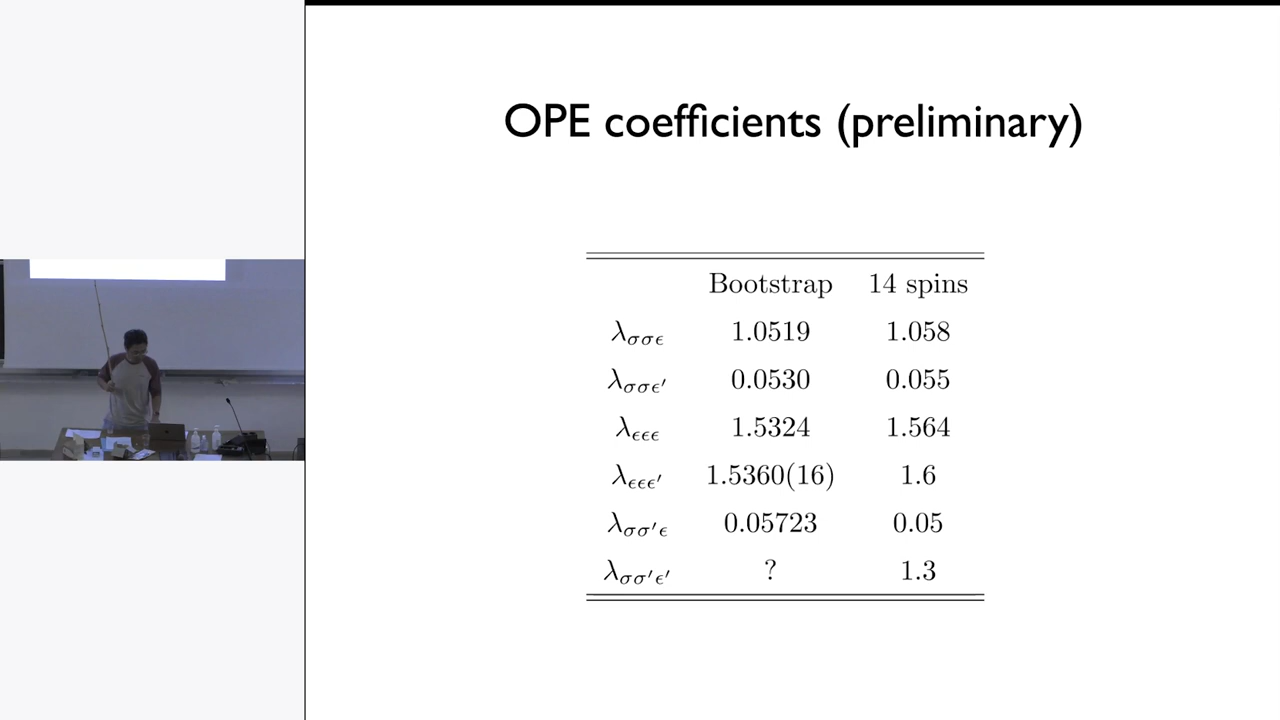 OPE coefficients (preliminary)
Bootstrap 14 spins
λσσϵ 1.0519 1.058
λσσϵ′ 0.0530 0.055
λϵϵϵ 1.5324 1.564
λϵϵϵ′ 1.5360(16) 1.6
λσσ′ϵ 0.05723 0.05
λσσ′ϵ′ ? 1.3